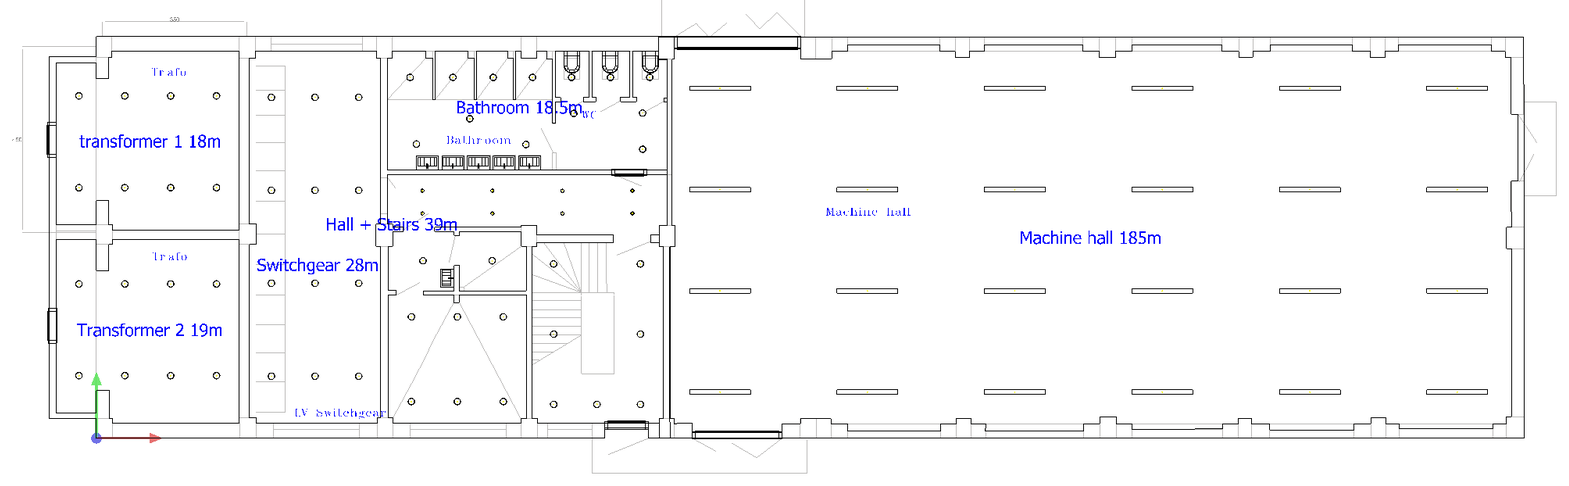 Trafo
transformer 1 18m
Bathroom 18.5m
WC
Bathroom
Machine hall
Hall + Stairs 39m
Machine hall 185m
Trafo
Switchgear 28m
Transformer 2 19m
LV Switchgear